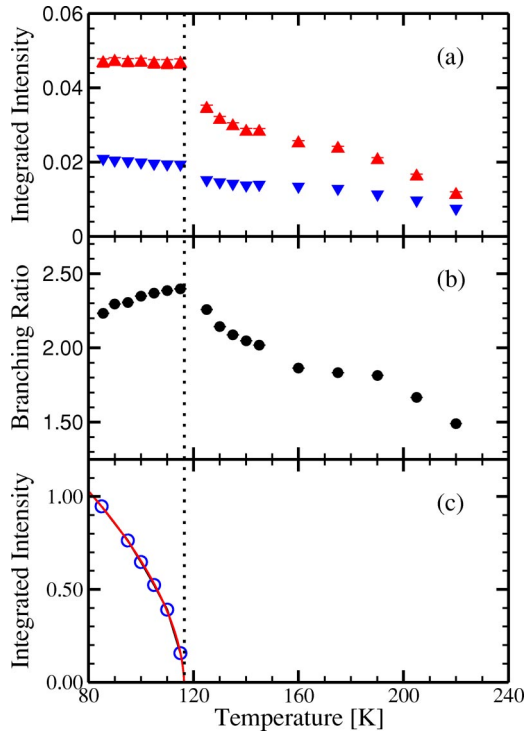 0.06
(a)
0.04
Integrated Intensity
0.02
0
(b)
2.50
Branching Ratio
2.00
1.50
(c)
1.00
Integrated Intensity
0.50
0.00
80 120 160 200 240
Temperature [K]